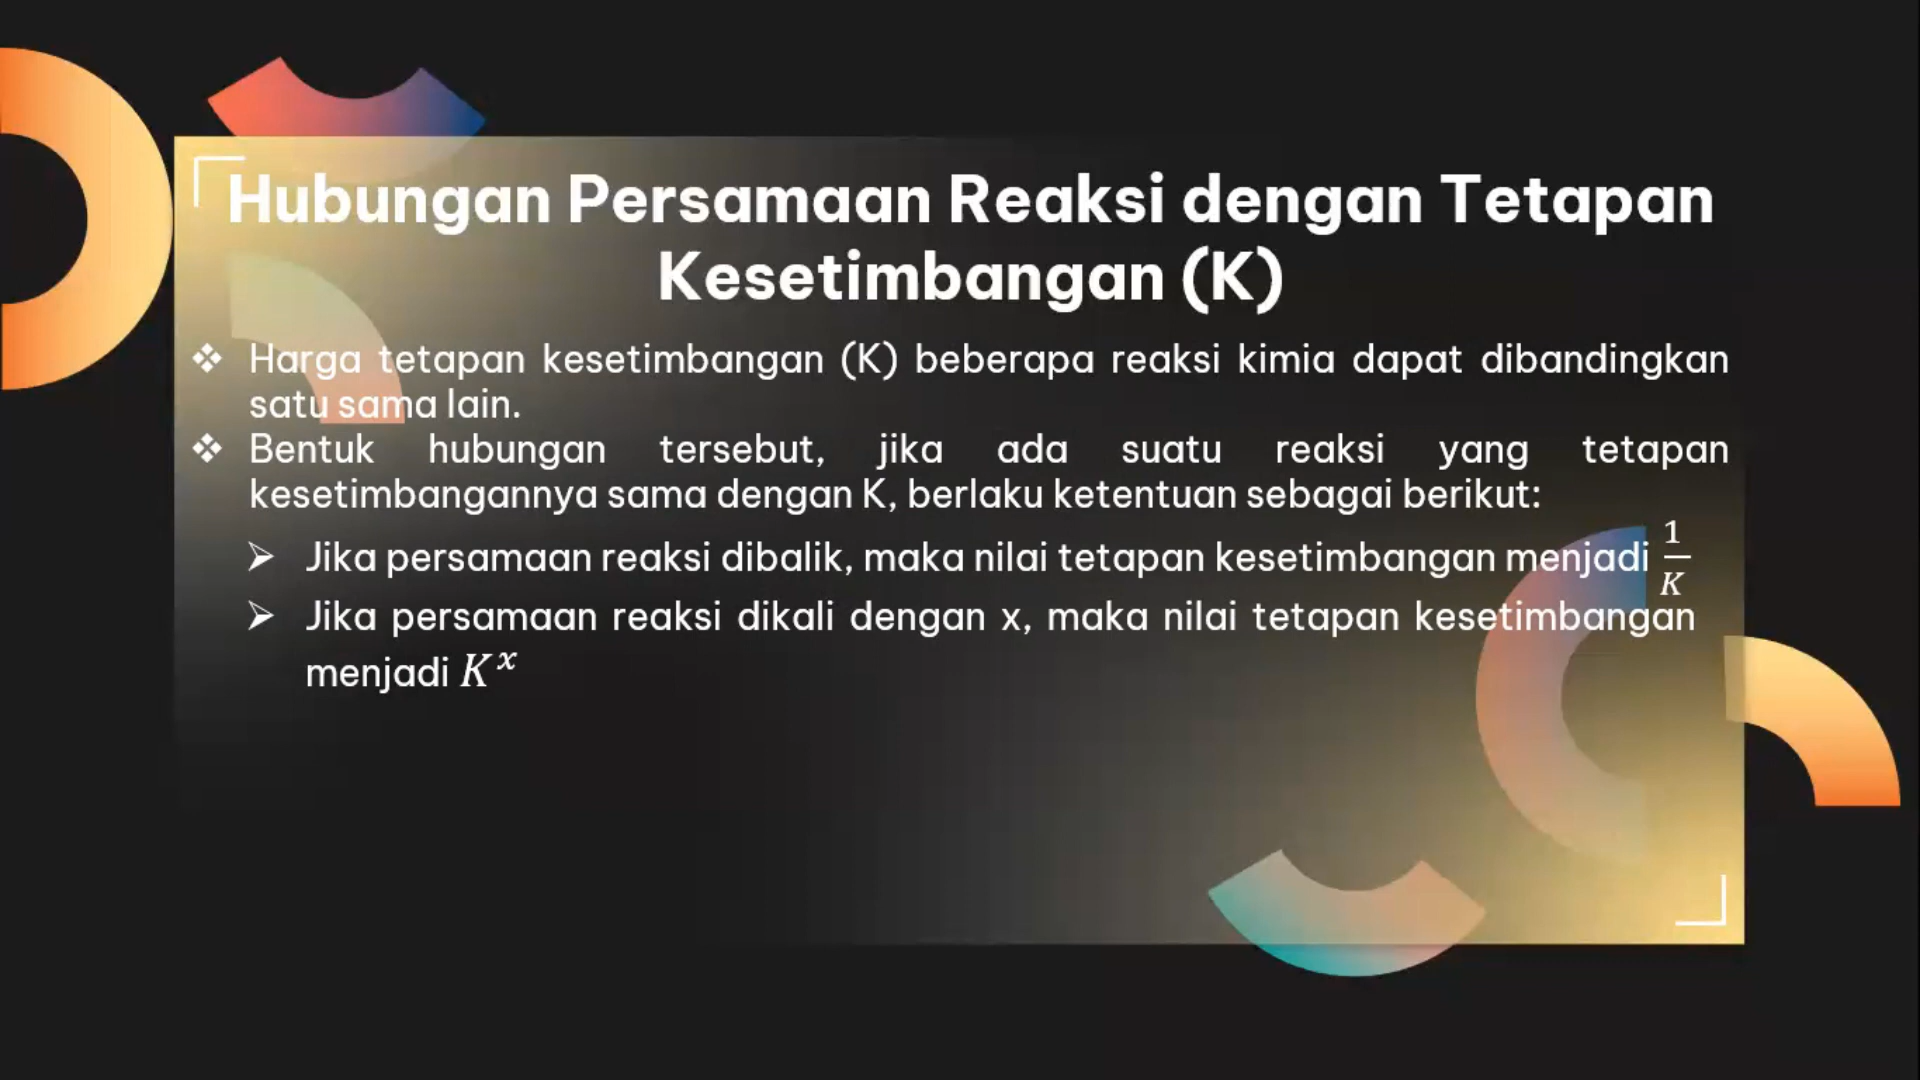 Hubungan Persamaan Reaksi dengan Tetapan
Kesetimbangan (K)
❖ Harga tetapan kesetimbangan (K) beberapa reaksi kimia dapat dibandingkan
satu sama lain.
❖ Bentuk hubungan tersebut, jika ada suatu reaksi yang tetapan
kesetimbangannya sama dengan K, berlaku ketentuan sebagai berikut:
➢ Jika persamaan reaksi dibalik, maka nilai tetapan kesetimbangan menjadi 1/K
➢ Jika persamaan reaksi dikali dengan x, maka nilai tetapan kesetimbangan
menjadi K^x